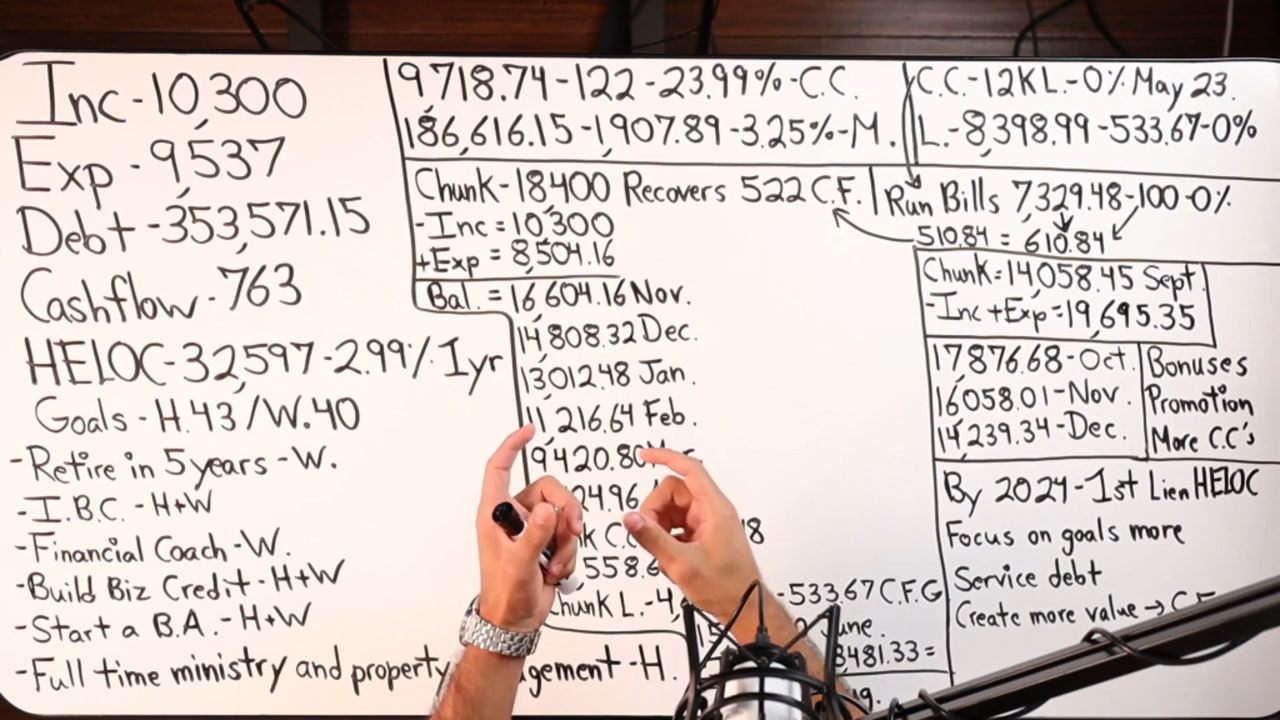 Inc-10,300
Exp-9,537
Debt-353,571.15
Cashflow-763
HELOC-32,597-2.99% 1yr
Goals-H.43/W.40
-Retire in 5 years-W.
-I.B.C.-H+W
-Financial Coach-W.
-Build Biz Credit-H+W
-Start a B.A.-H+W
-Full time ministry and property gement-H.
9,718.74-122-23.99%-C.C.
186,616.15-1,907.89-3.25%-M.
Chunk-18,400 Recovers 522 C.F.
-Inc=10,300
+Exp=8,504.16
Bal.=16,604.16 Nov.
14,808.32 Dec.
13,012.48 Jan.
11,216.64 Feb.
9420.80
24.96
558.6
Chunk L.-4, -533.67 C.F.G
June.
8481.33=
C.C.-12K L.-0% May 23.
L.-8,398.99-533.67-0%
Run Bills 7,329.48-100-0%
510.84=610.84
Chunk=14,058.45 Sept.
-Inc+Exp=19,695.35
17,876.68-Oct.
16,058.01-Nov.
14,239.34-Dec.
Bonuses
Promotion
More C.C's
By 2024-1st Lien HELOC
Focus on goals more
Service debt
Create more value→